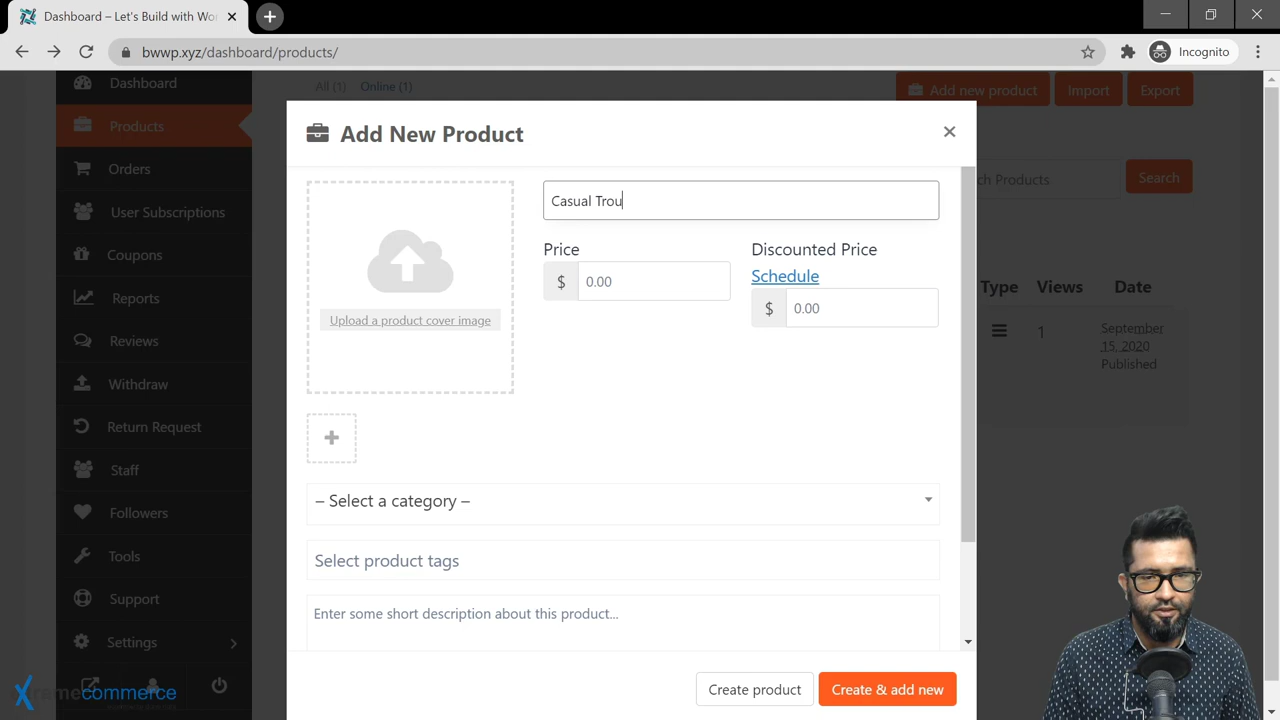 Dashboard – Let's Build with Wor
bwwp.xyz/dashboard/products/
Incognito
Dashboard
All (1) Online (1)
Add new product
Import
Export
Products
Orders
User Subscriptions
Coupons
Reports
Reviews
Withdraw
Return Request
Staff
Followers
Tools
Support
Settings
Add New Product
Casual Trou
Price
Discounted Price
Schedule
$ 0.00
$ 0.00
Upload a product cover image
– Select a category –
Select product tags
Enter some short description about this product...
Create product
Create & add new
ch Products
Search
Type Views Date
1
September
15, 2020
Published
Xtramecommerce